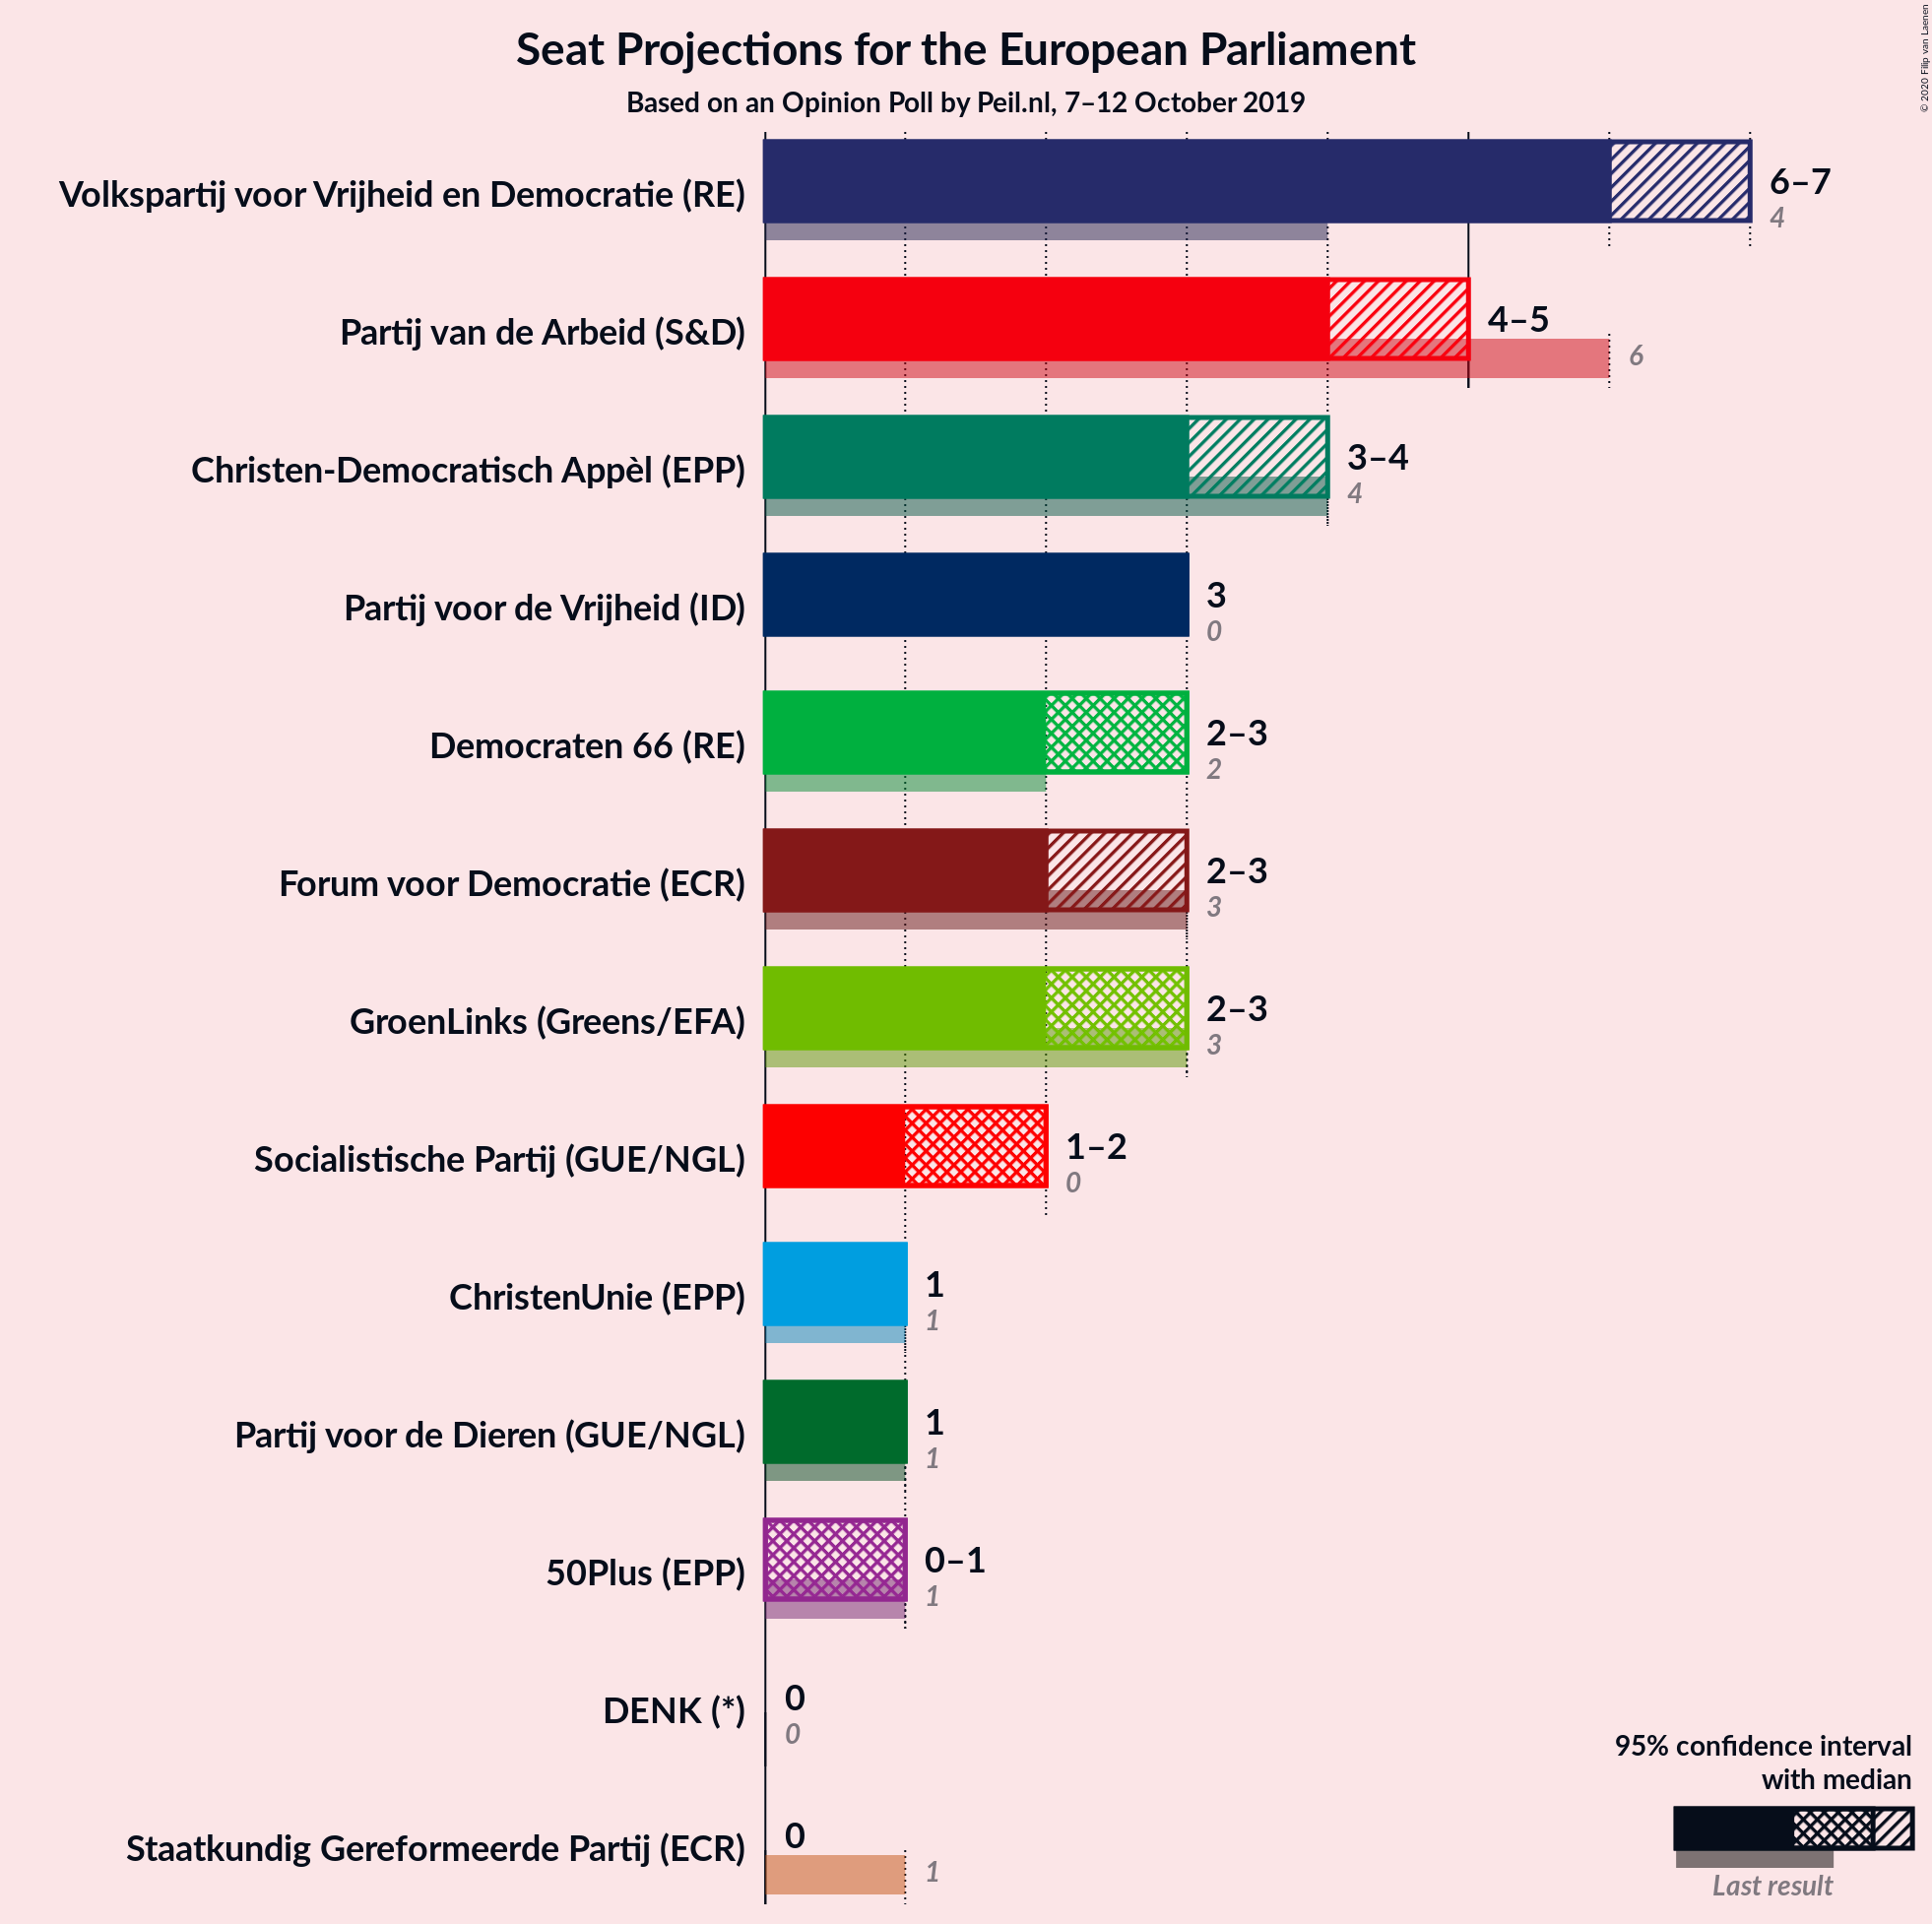 Seat Projections for the European Parliament
Based on an Opinion Poll by Peil.nl, 7–12 October 2019
© 2020 Filip van Laenen
Volkspartij voor Vrijheid en Democratie (RE)
6–7
4
Partij van de Arbeid (S&D)
4–5
6
Christen-Democratisch Appèl (EPP)
3–4
4
Partij voor de Vrijheid (ID)
3
0
Democraten 66 (RE)
2–3
2
Forum voor Democratie (ECR)
2–3
3
GroenLinks (Greens/EFA)
2–3
3
Socialistische Partij (GUE/NGL)
1–2
0
ChristenUnie (EPP)
1
1
Partij voor de Dieren (GUE/NGL)
1
1
50Plus (EPP)
0–1
1
DENK (*)
0
0
Staatkundig Gereformeerde Partij (ECR)
0
1
95% confidence interval
with median
Last result